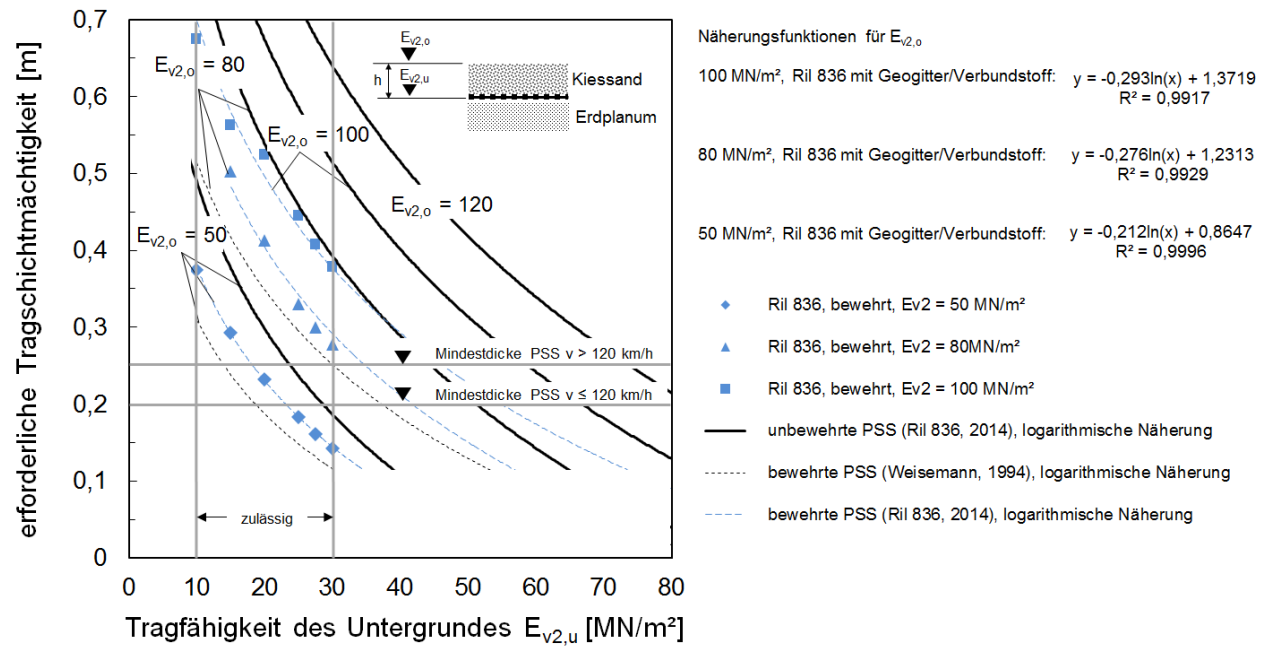 erforderliche Tragschichtmächtigkeit [m]
0,7
0,6
0,5
0,4
0,3
0,2
0,1
0
0 10 20 30 40 50 60 70 80
Tragfähigkeit des Untergrundes Ev2,u [MN/m²]
Ev2,o = 80
Ev2,o = 100
Ev2,o = 120
Ev2,o = 50
Ev2,o
h
Ev2,u
Kiessand
Erdplanum
Mindestdicke PSS v > 120 km/h
Mindestdicke PSS v ≤ 120 km/h
zulässig
Näherungsfunktionen für Ev2,o
100 MN/m², Ril 836 mit Geogitter/Verbundstoff: y = -0,293ln(x) + 1,3719
R² = 0,9917
80 MN/m², Ril 836 mit Geogitter/Verbundstoff: y = -0,276ln(x) + 1,2313
R² = 0,9929
50 MN/m², Ril 836 mit Geogitter/Verbundstoff: y = -0,212ln(x) + 0,8647
R² = 0,9996
Ril 836, bewehrt, Ev2 = 50 MN/m²
Ril 836, bewehrt, Ev2 = 80MN/m²
Ril 836, bewehrt, Ev2 = 100 MN/m²
unbewehrte PSS (Ril 836, 2014), logarithmische Näherung
bewehrte PSS (Weisemann, 1994), logarithmische Näherung
bewehrte PSS (Ril 836, 2014), logarithmische Näherung